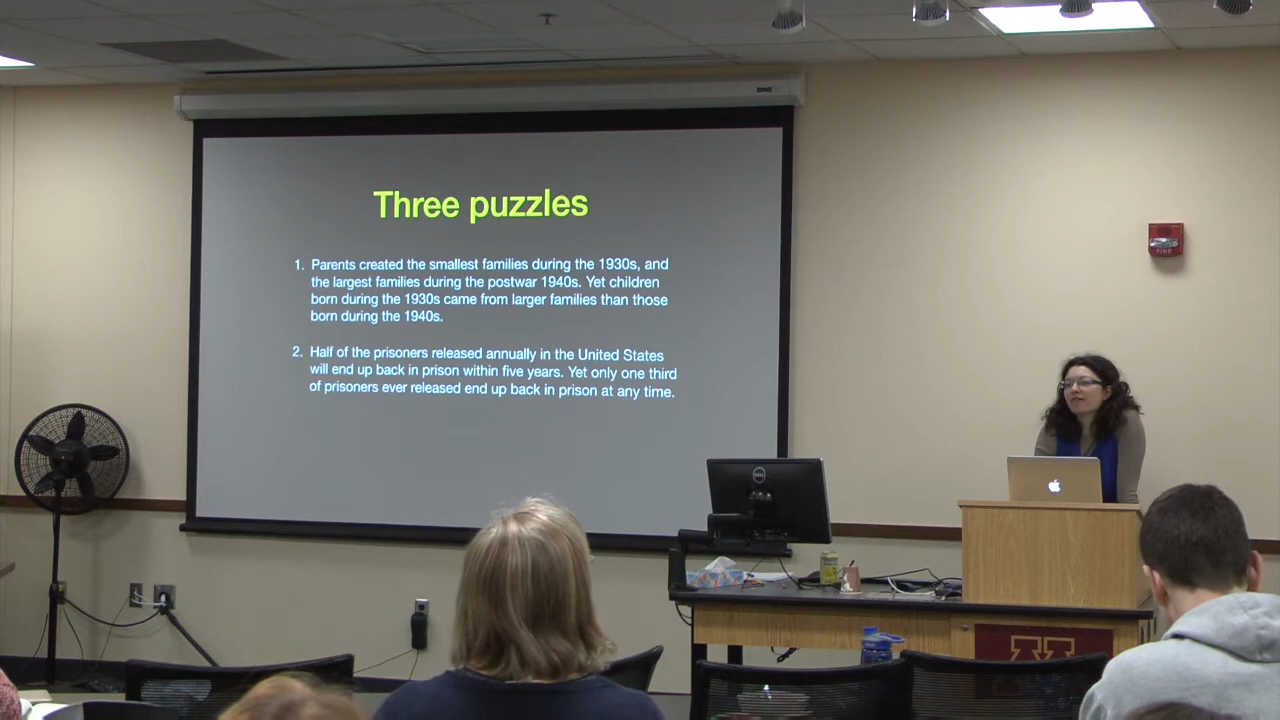 Three puzzles
1. Parents created the smallest families during the 1930s, and
the largest families during the postwar 1940s. Yet children
born during the 1930s came from larger families than those
born during the 1940s.
2. Half of the prisoners released annually in the United States
will end up back in prison within five years. Yet only one third
of prisoners ever released end up back in prison at any time.
FIRE
DELL
M